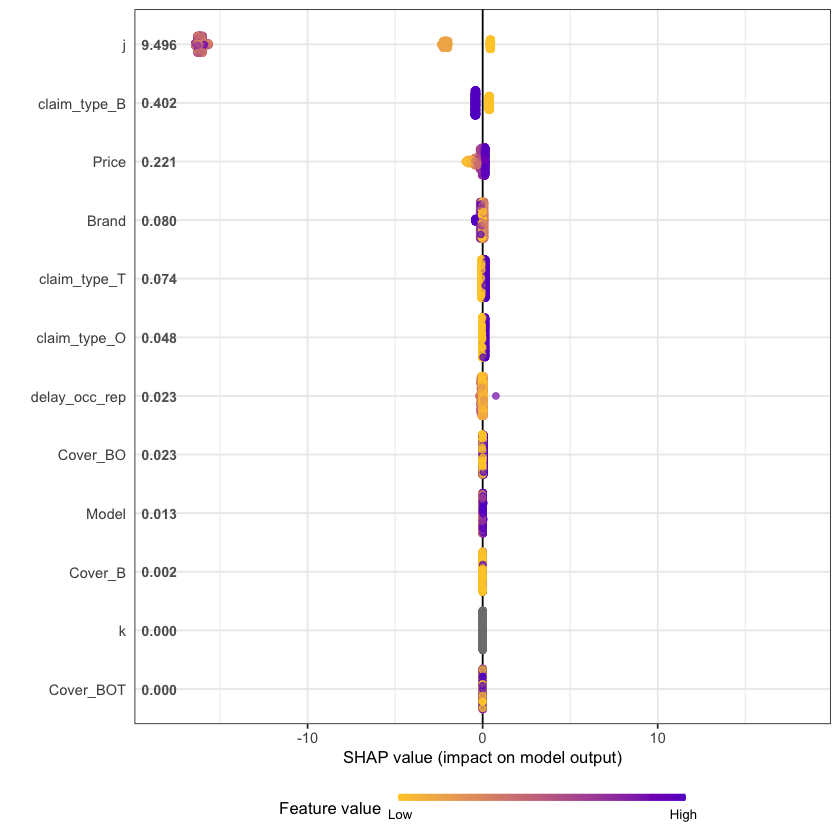 j 9.496
claim_type_B 0.402
Price 0.221
Brand 0.080
claim_type_T 0.074
claim_type_O 0.048
delay_occ_rep 0.023
Cover_BO 0.023
Model 0.013
Cover_B 0.002
k 0.000
Cover_BOT 0.000
-10 0 10
SHAP value (impact on model output)
Feature value Low High